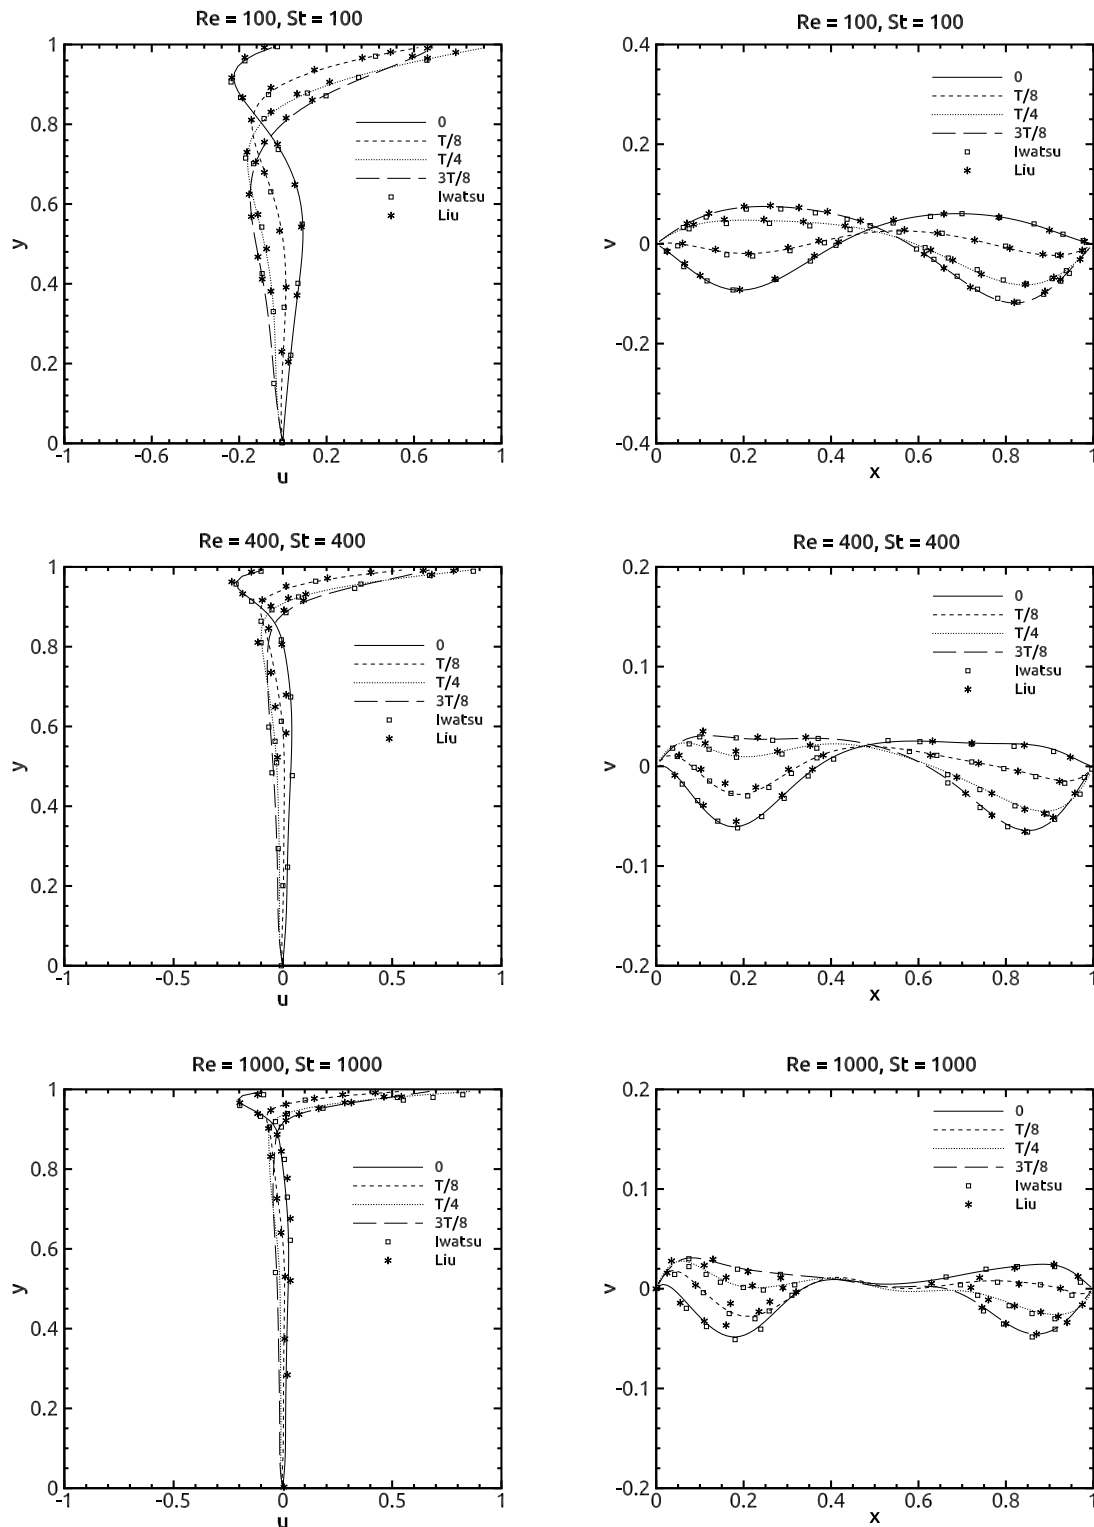 Re = 100, St = 100
1
0.8
0.6
0.4
0.2
0
y
-1
-0.6
-0.2
0.2
0.6
1
u
0
T/8
T/4
3T/8
Iwatsu
Liu
Re = 100, St = 100
0.4
0.2
0
-0.2
-0.4
v
0
0.2
0.4
0.6
0.8
1
x
0
T/8
T/4
3T/8
Iwatsu
Liu
Re = 400, St = 400
1
0.8
0.6
0.4
0.2
0
y
-1
-0.5
0
0.5
1
u
0
T/8
T/4
3T/8
Iwatsu
Liu
Re = 400, St = 400
0.2
0.1
0
-0.1
-0.2
v
0
0.2
0.4
0.6
0.8
1
x
0
T/8
T/4
3T/8
Iwatsu
Liu
Re = 1000, St = 1000
1
0.8
0.6
0.4
0.2
0
y
-1
-0.5
0
0.5
1
u
0
T/8
T/4
3T/8
Iwatsu
Liu
Re = 1000, St = 1000
0.2
0.1
0
-0.1
-0.2
v
0
0.2
0.4
0.6
0.8
1
x
0
T/8
T/4
3T/8
Iwatsu
Liu